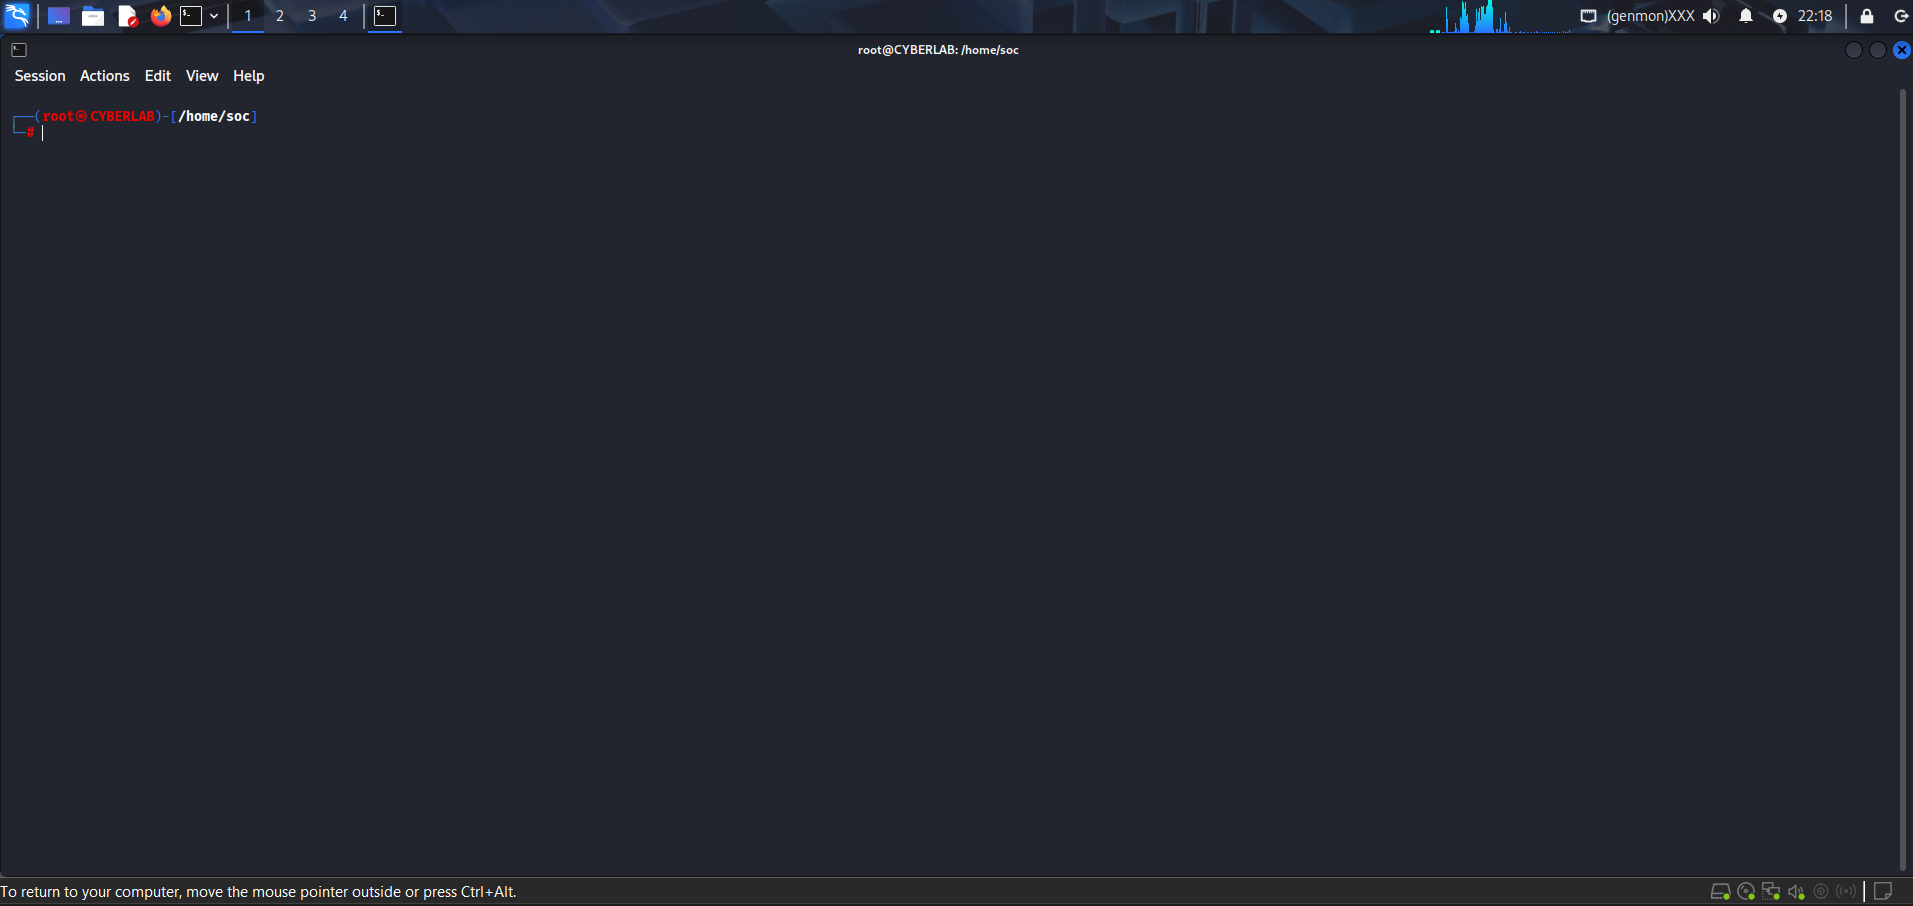 1 2 3 4 (genmon)XXX 22:18
root@CYBERLAB: /home/soc
Session Actions Edit View Help
┌──(root㉿CYBERLAB)-[/home/soc]
└─#
To return to your computer, move the mouse pointer outside or press Ctrl+Alt.